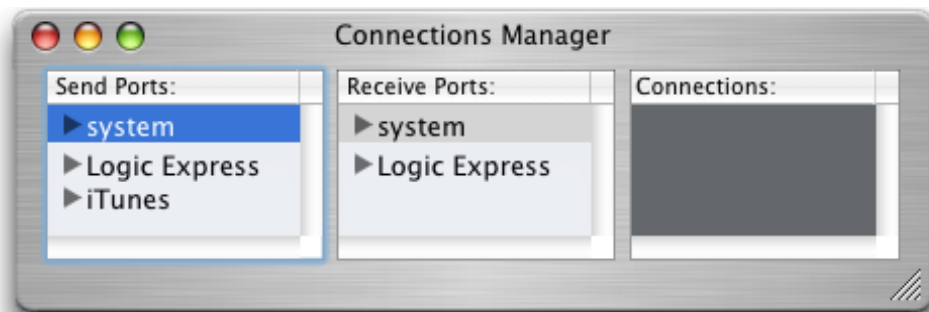 Connections Manager
Send Ports:
system
Logic Express
iTunes
Receive Ports:
system
Logic Express
Connections: